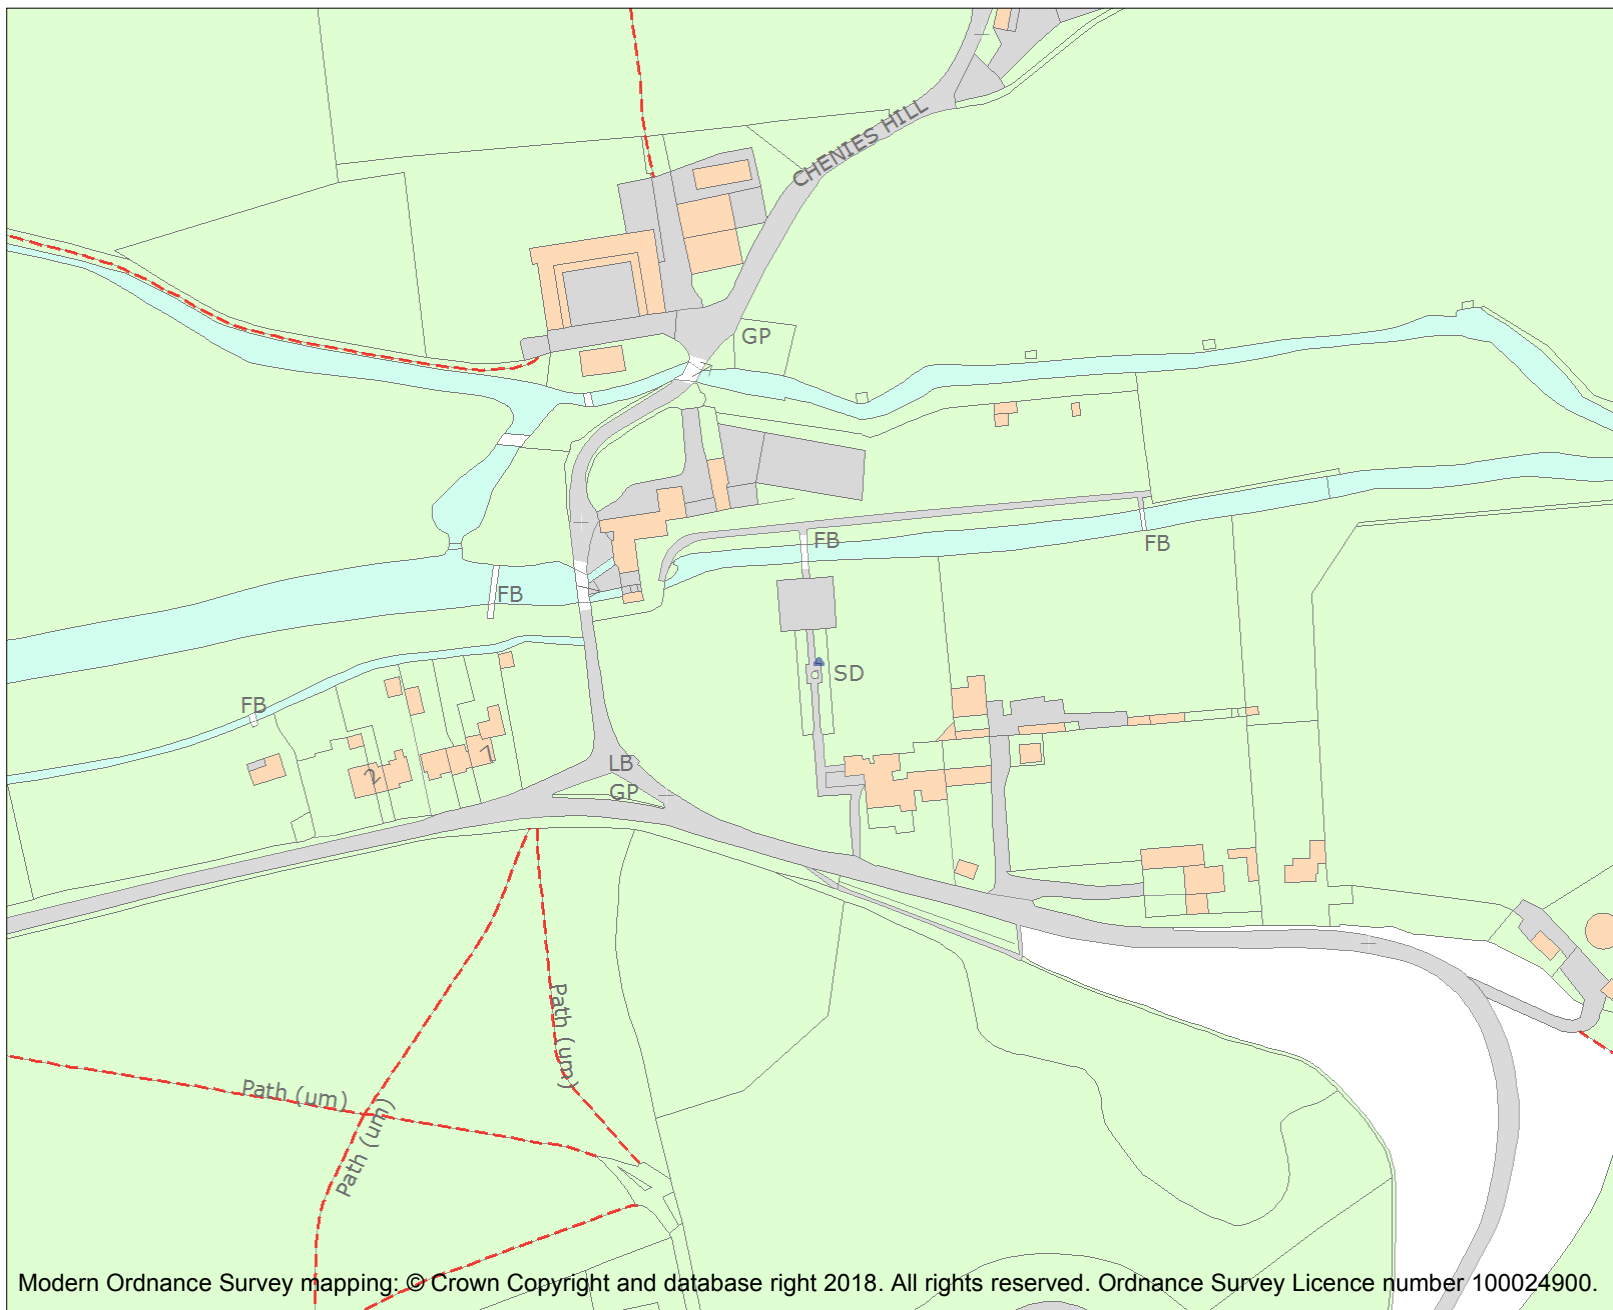 CHENIES HILL
GP
FB
FB
FB
SD
FB
2
7
LB
GP
Path (um)
Path (um)
Path (um)
Modern Ordnance Survey mapping: © Crown Copyright and database right 2018. All rights reserved. Ordnance Survey Licence number 100024900.